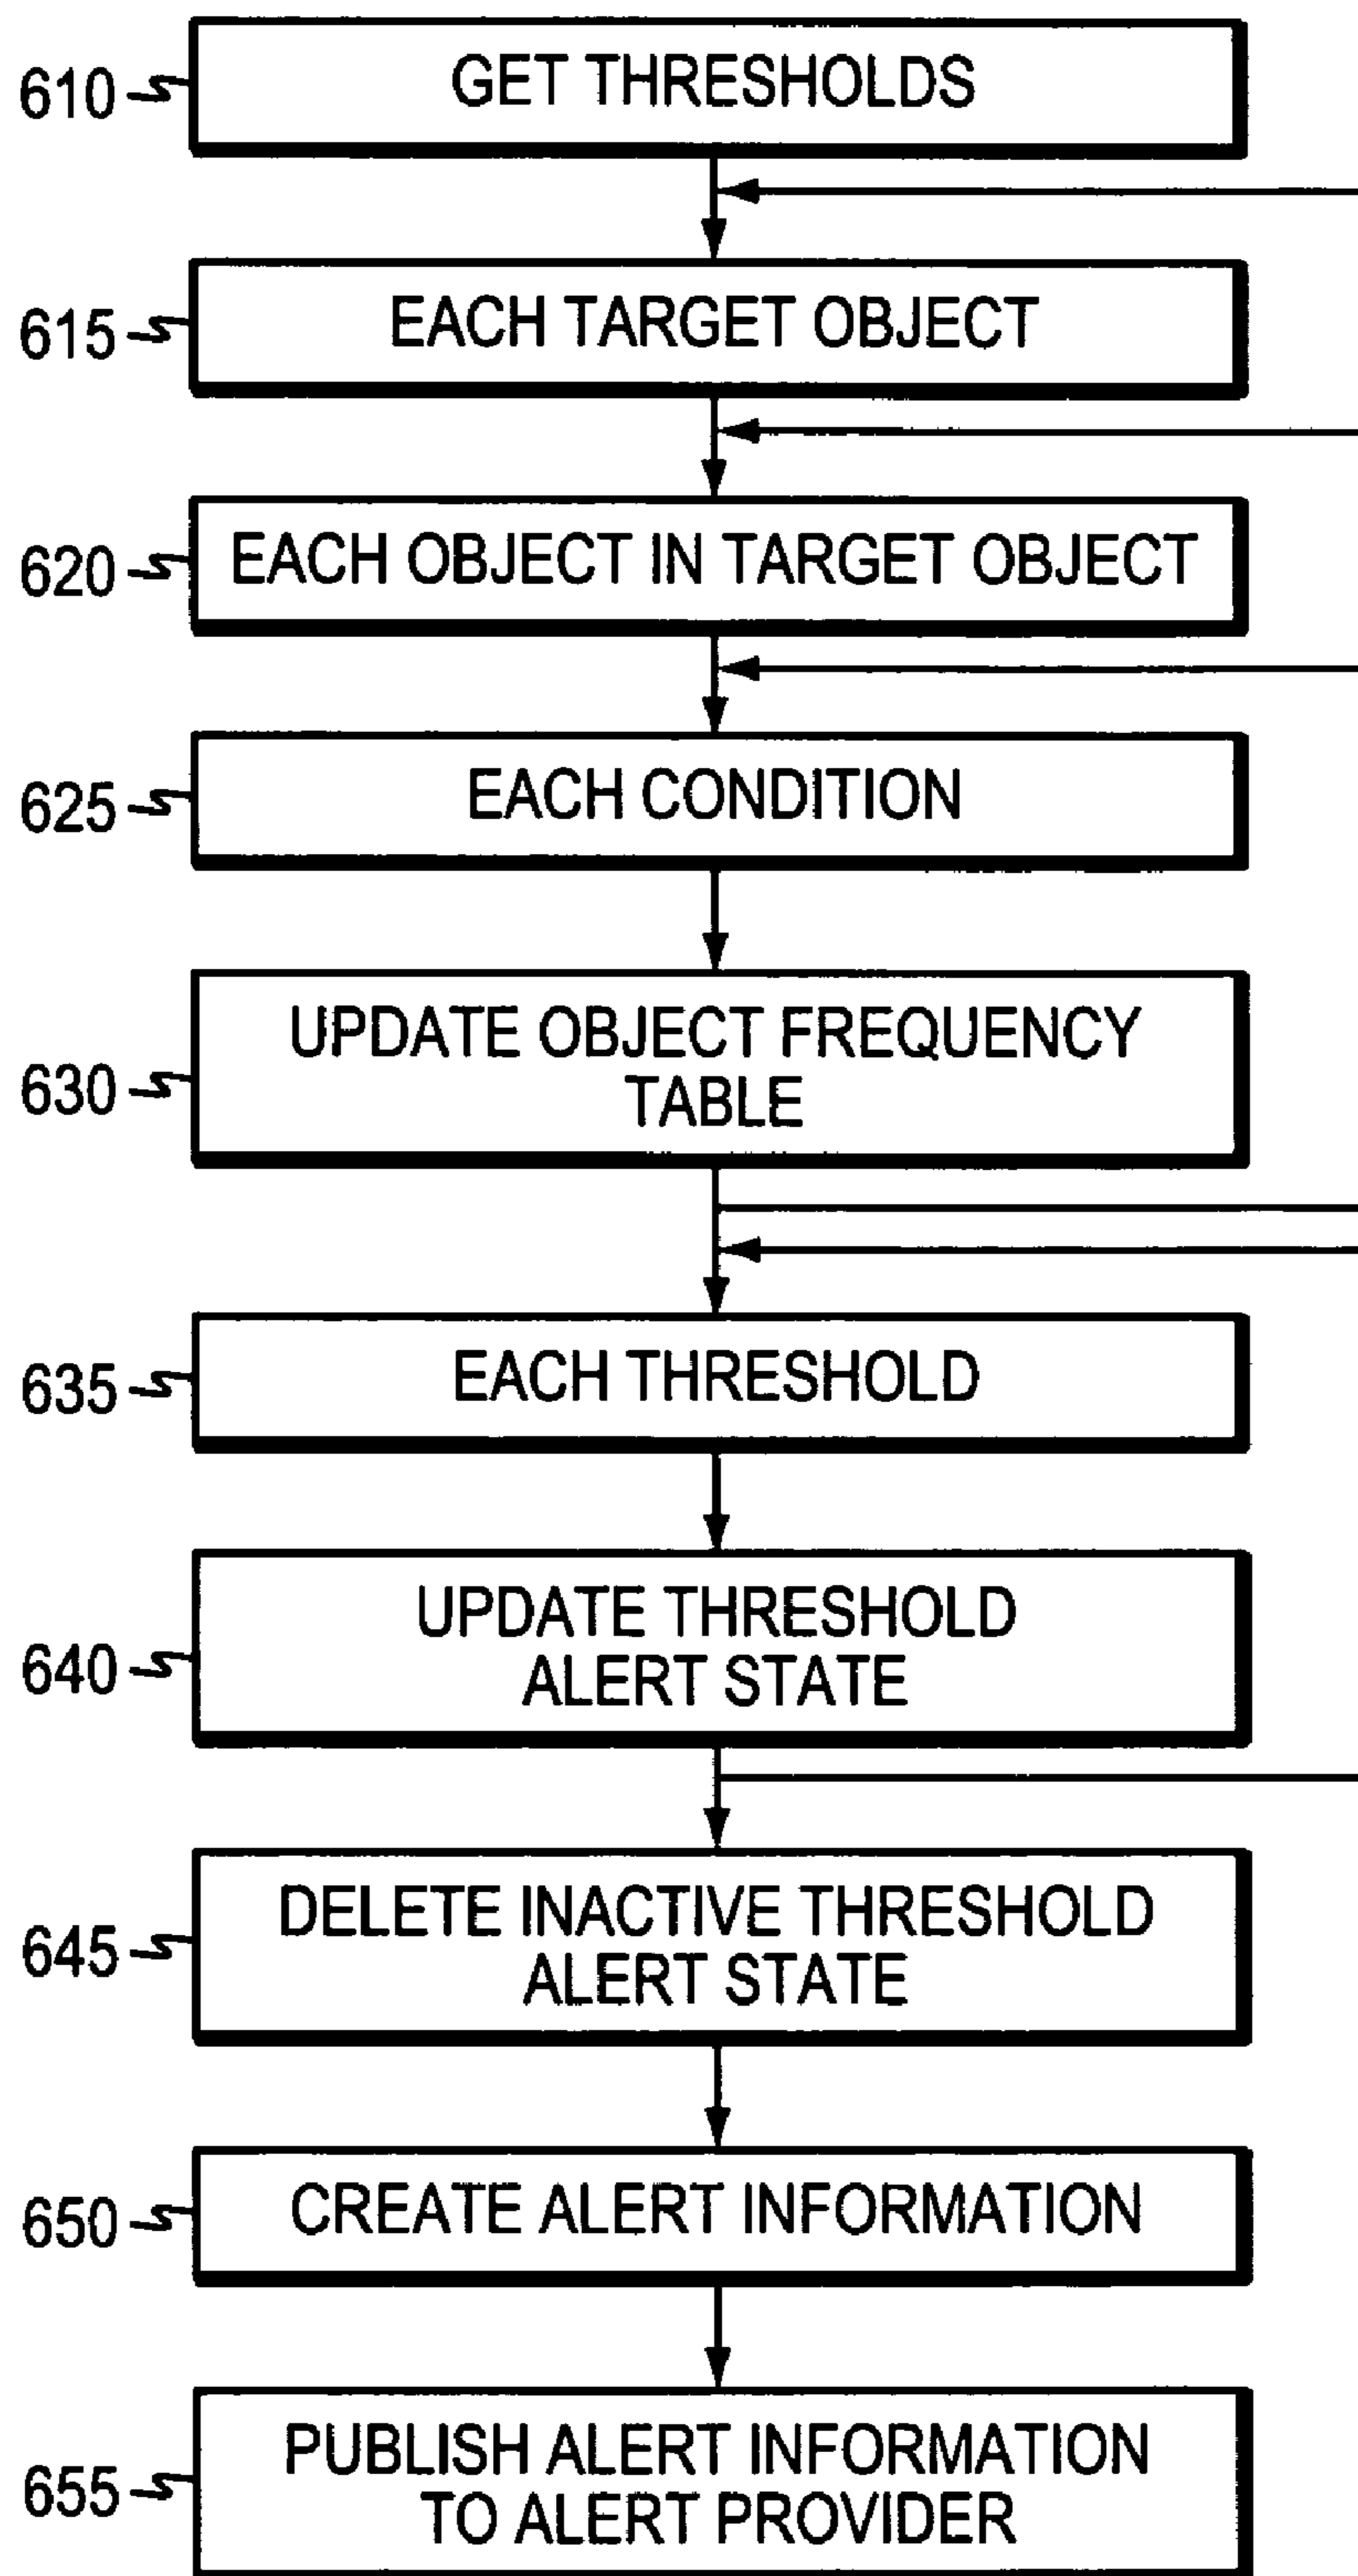 610
GET THRESHOLDS
615
EACH TARGET OBJECT
620
EACH OBJECT IN TARGET OBJECT
625
EACH CONDITION
630
UPDATE OBJECT FREQUENCY
TABLE
635
EACH THRESHOLD
640
UPDATE THRESHOLD
ALERT STATE
645
DELETE INACTIVE THRESHOLD
ALERT STATE
650
CREATE ALERT INFORMATION
655
PUBLISH ALERT INFORMATION
TO ALERT PROVIDER